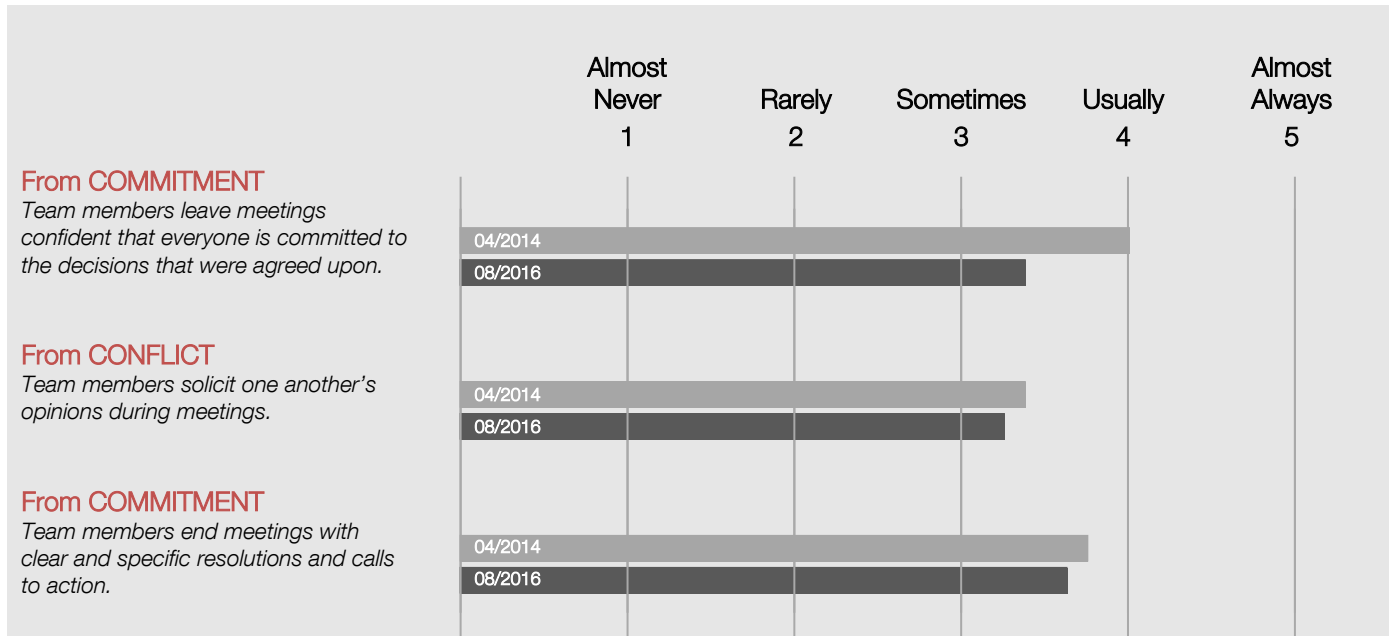 Almost
Never
Rarely
Sometimes
Usually
Almost
Always
1
2
3
4
5
From COMMITMENT
Team members leave meetings
confident that everyone is committed to
the decisions that were agreed upon.
04/2014
08/2016
From CONFLICT
Team members solicit one another’s
opinions during meetings.
04/2014
08/2016
From COMMITMENT
Team members end meetings with
clear and specific resolutions and calls
to action.
04/2014
08/2016